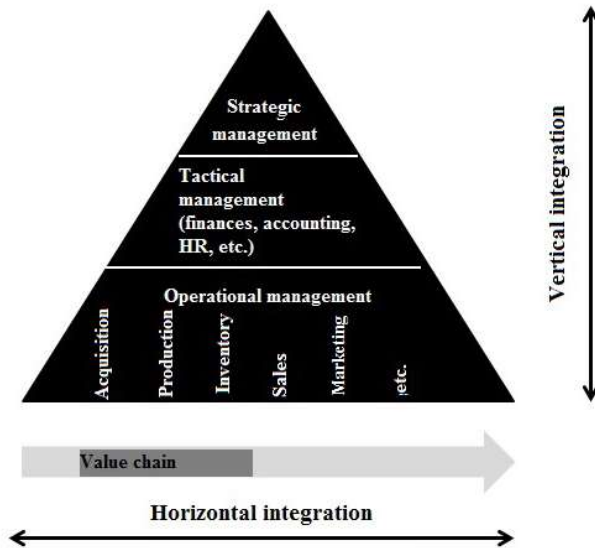 Strategic
management
Tactical
management
(finances, accounting,
HR, etc.)
Operational management
Acquisition
Production
Inventory
Sales
Marketing
etc.
Vertical integration
Value chain
Horizontal integration